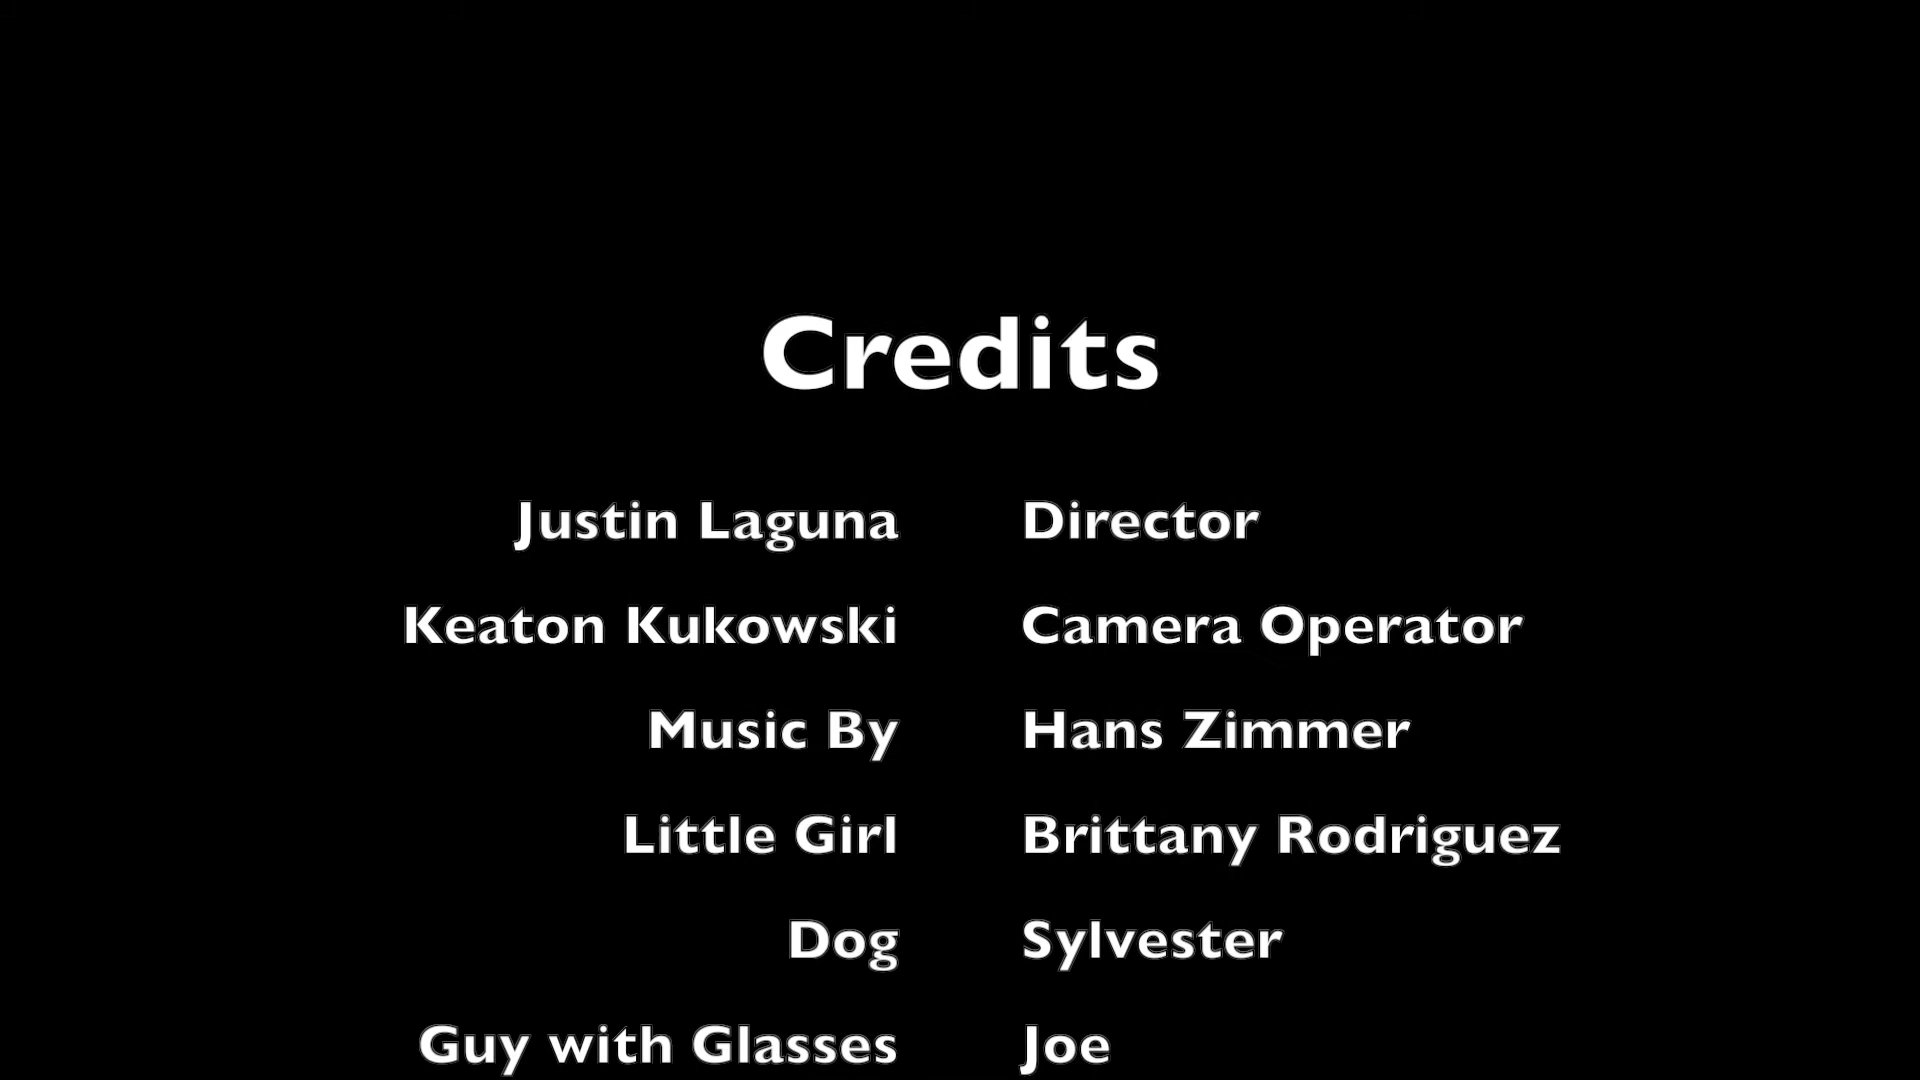 Credits
Justin Laguna Director
Keaton Kukowski Camera Operator
Music By Hans Zimmer
Little Girl Brittany Rodriguez
Dog Sylvester
Guy with Glasses Joe